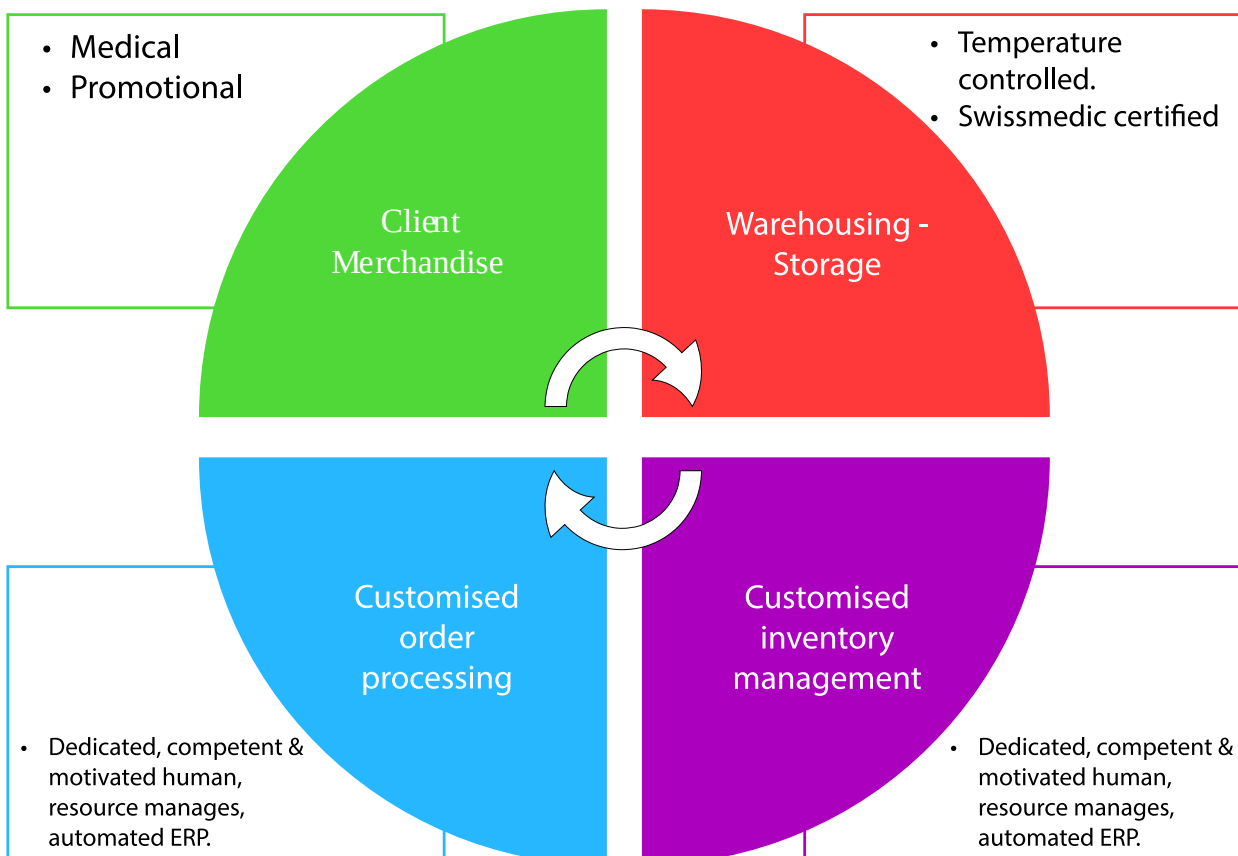 • Medical
• Promotional
Client
Merchandise
• Temperature
controlled.
• Swissmedic certified
Warehousing -
Storage
Customised
order
processing
• Dedicated, competent &
motivated human,
resource manages,
automated ERP.
Customised
inventory
management
• Dedicated, competent &
motivated human,
resource manages,
automated ERP.